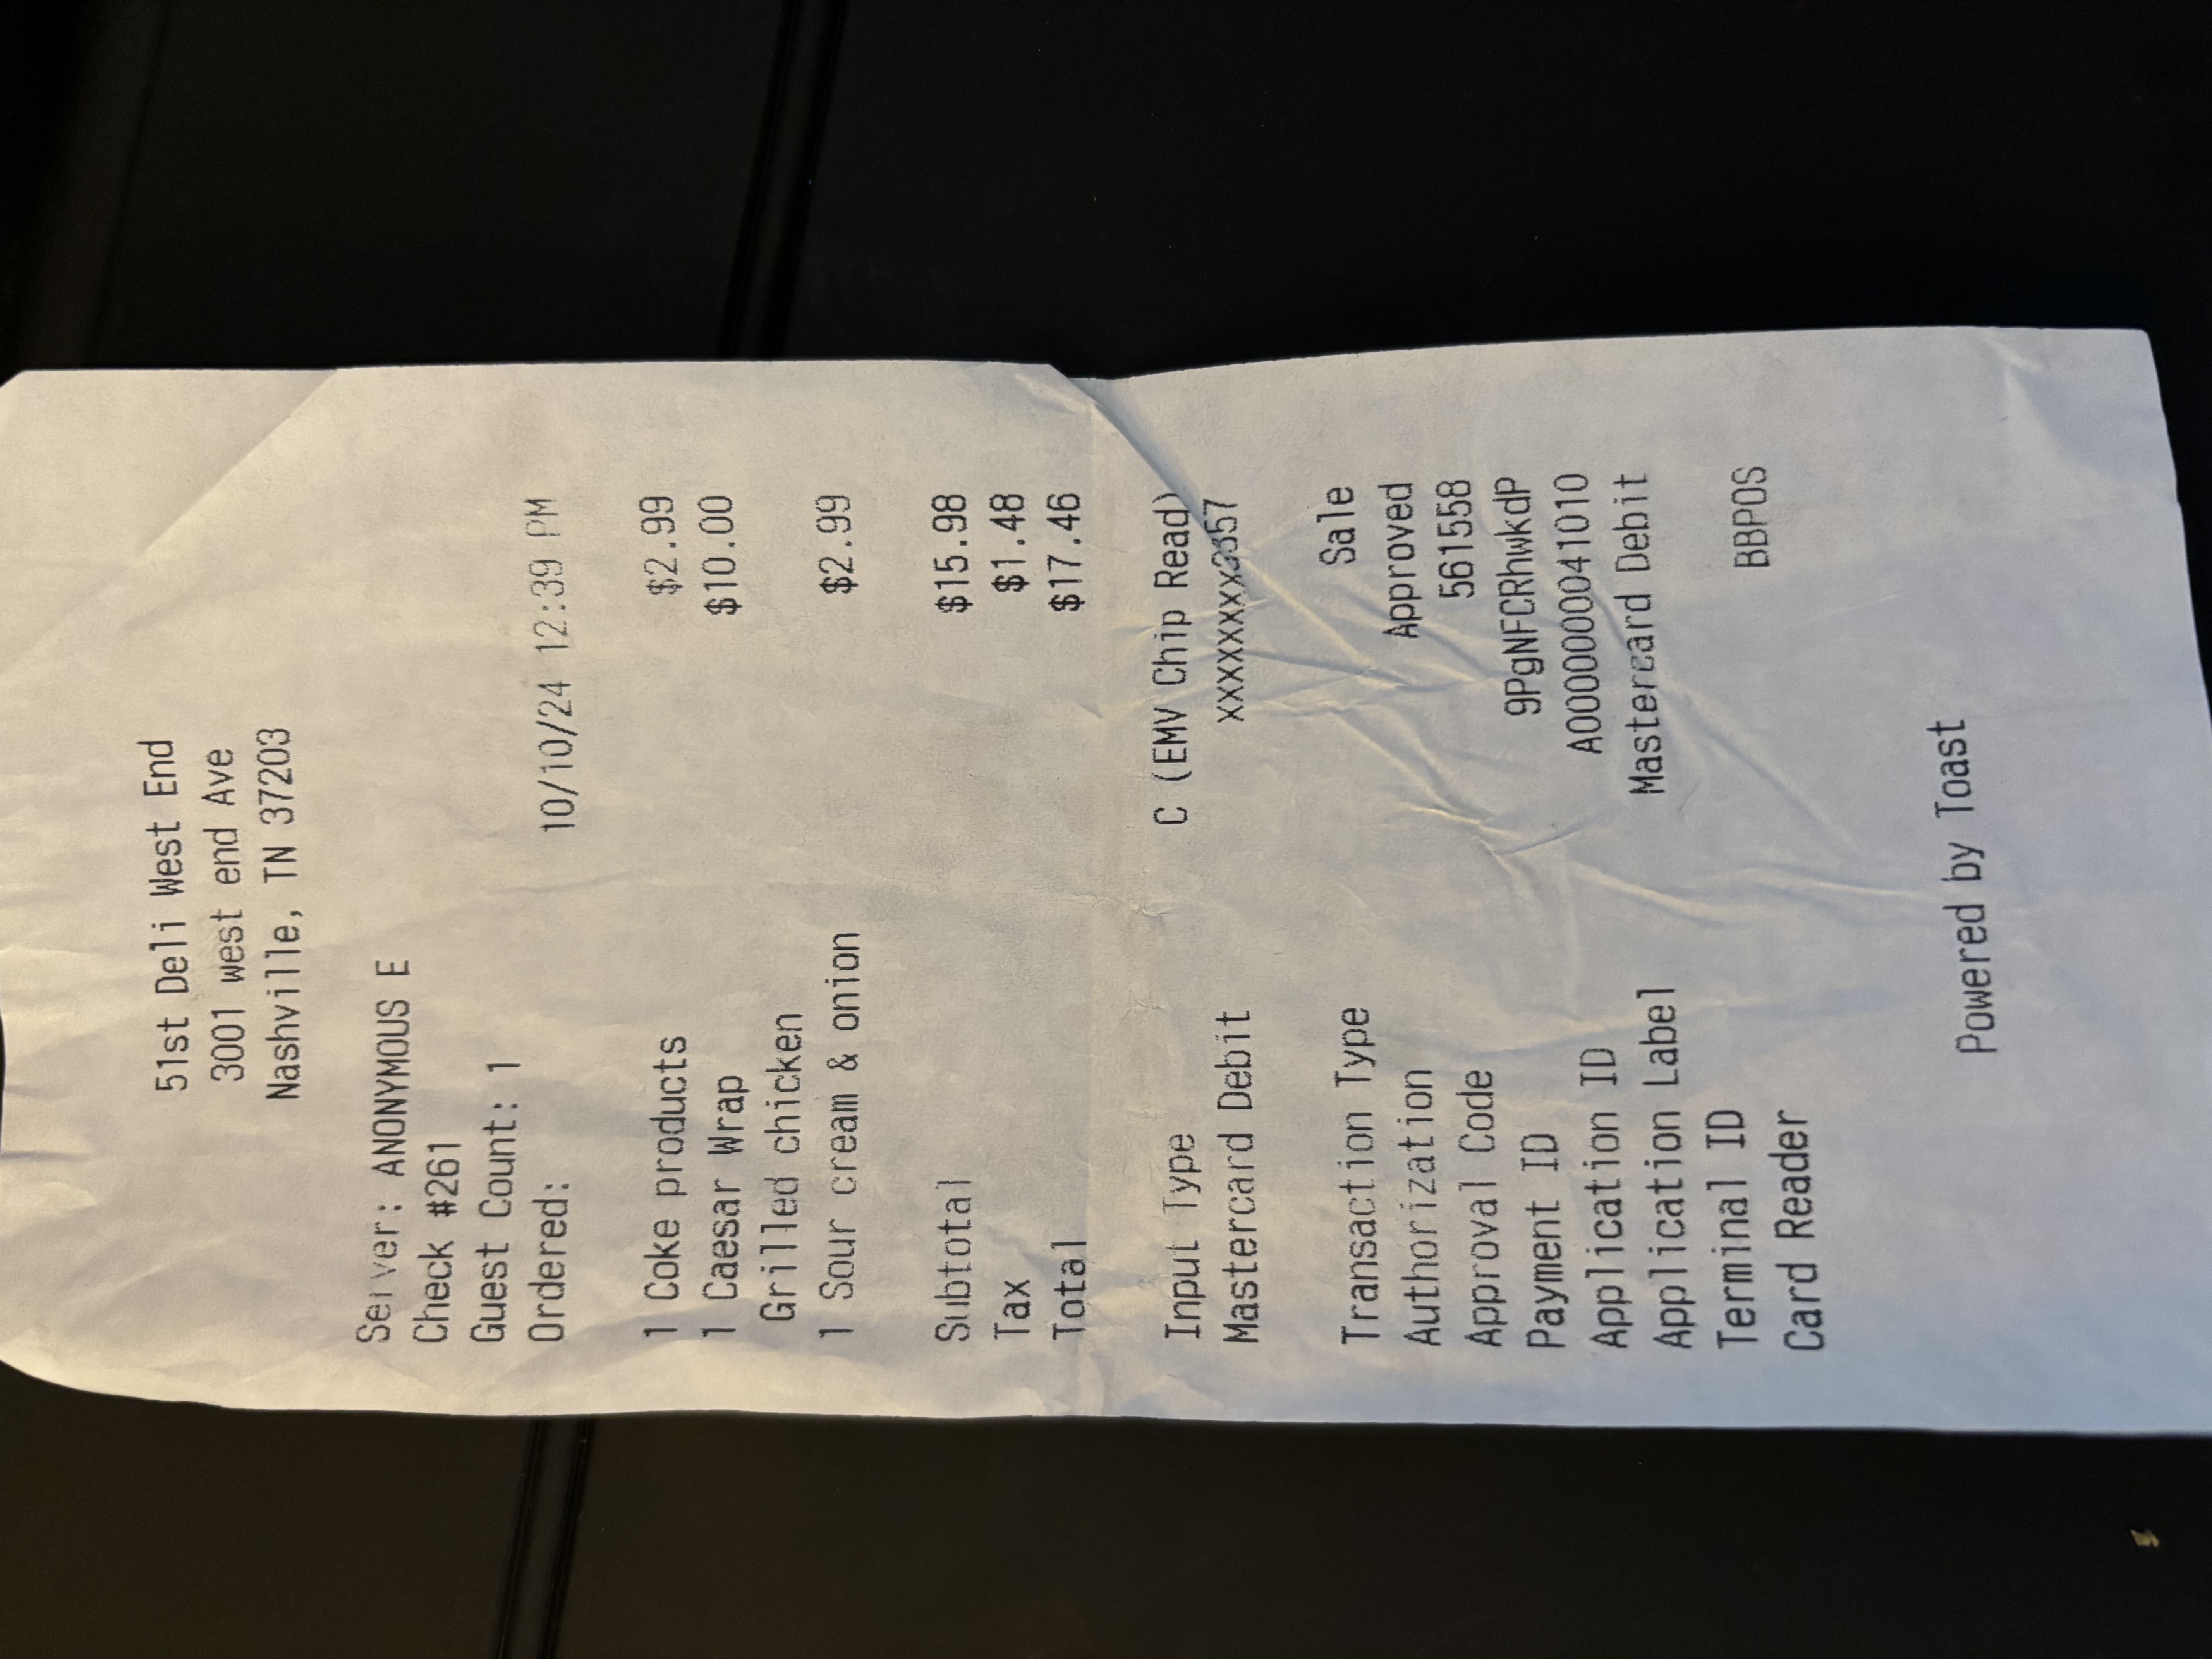 51st Deli West End
3001 west end Ave
Nashville, TN 37203
Server: ANONYMOUS E
Check #261
Guest Count: 1
Ordered: 10/10/24 12:39 PM
1 Coke products $2.99
1 Caesar Wrap $10.00
Grilled chicken
1 Sour cream & onion $2.99
Subtotal $15.98
Tax $1.48
Total $17.46
Input Type C (EMV Chip Read)
Mastercard Debit
Transaction Type Sale
Authorization Approved
Approval Code 561558
Payment ID 9PgNFCRhwkdP
Application ID A0000000041010
Application Label Mastercard Debit
Terminal ID
Card Reader BBPOS
Powered by Toast